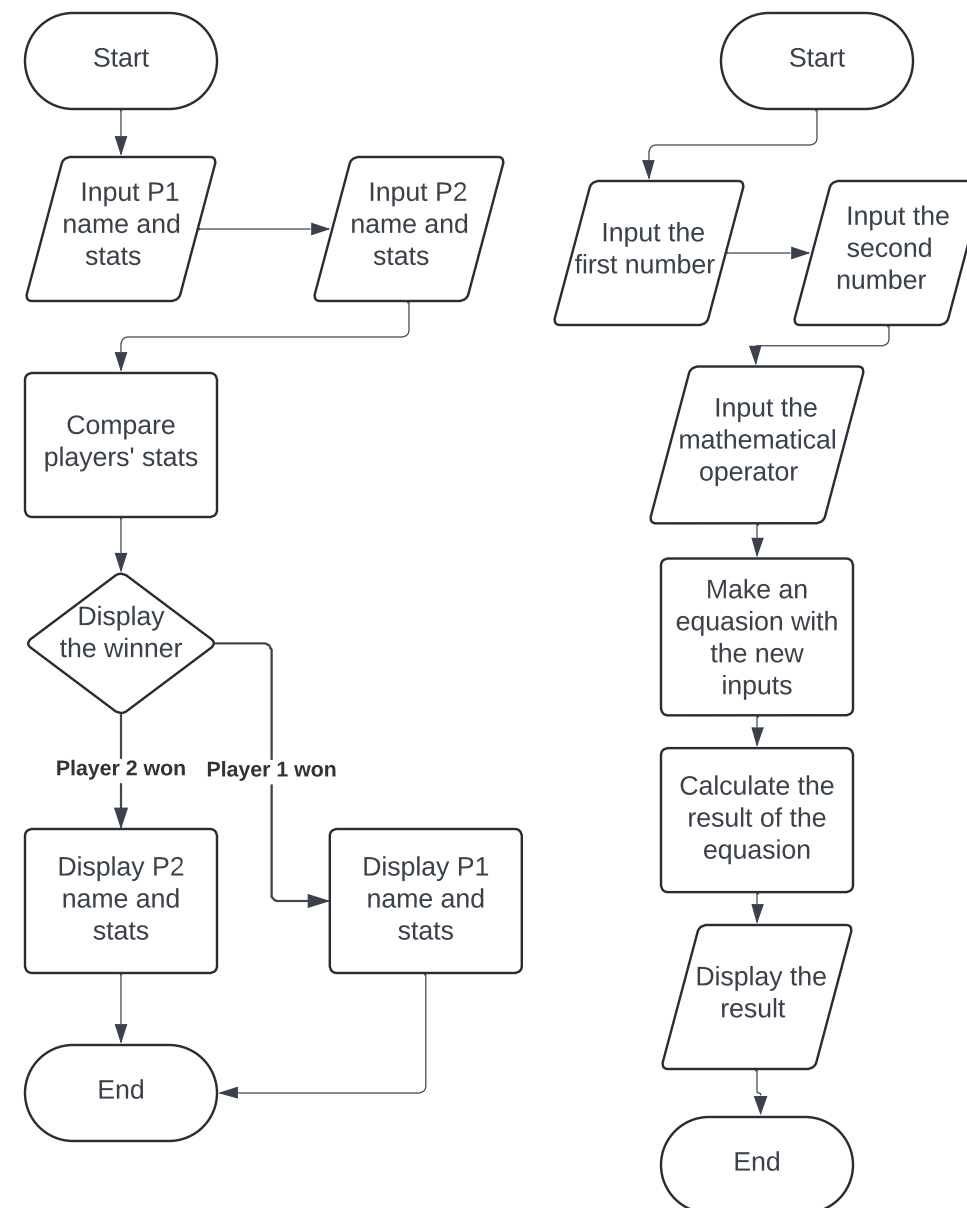 Start
Input P1
name and
stats
Input P2
name and
stats
Compare
players' stats
Display
the winner
Player 2 won
Player 1 won
Display P2
name and
stats
Display P1
name and
stats
End
Start
Input the
first number
Input the
second
number
Input the
mathematical
operator
Make an
equasion with
the new
inputs
Calculate the
result of the
equasion
Display the
result
End